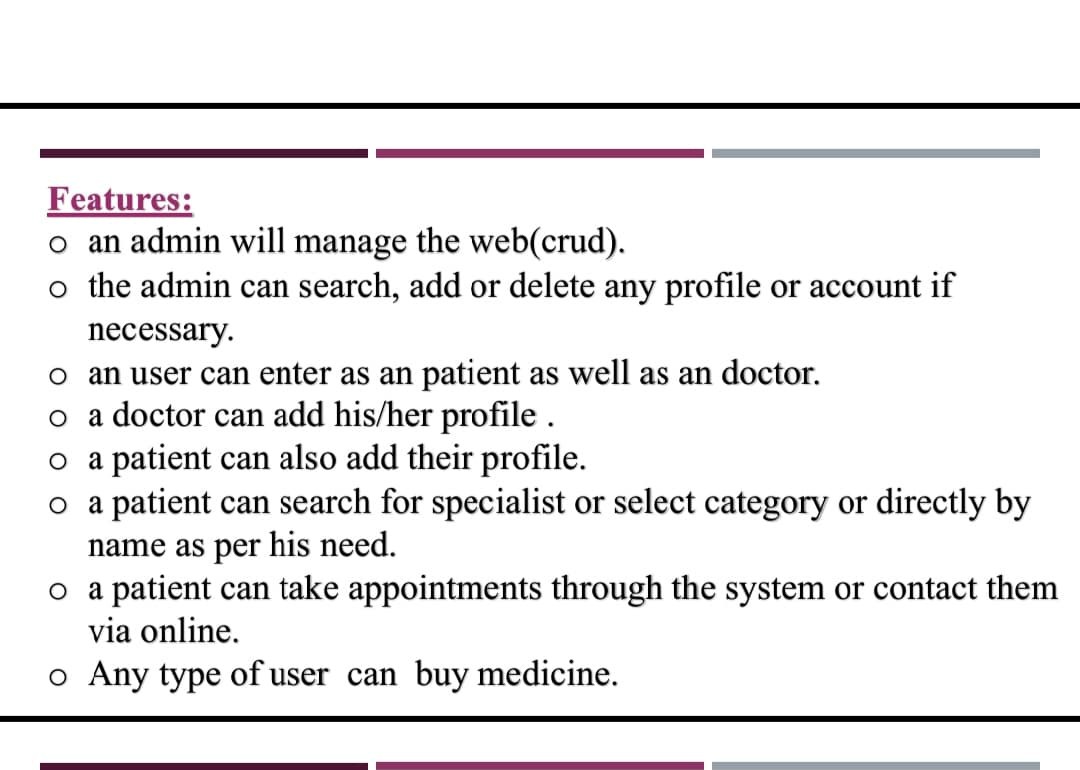 Features:
o an admin will manage the web(crud).
o the admin can search, add or delete any profile or account if
necessary.
o an user can enter as an patient as well as an doctor.
o a doctor can add his/her profile .
o a patient can also add their profile.
o a patient can search for specialist or select category or directly by
name as per his need.
o a patient can take appointments through the system or contact them
via online.
o Any type of user can buy medicine.